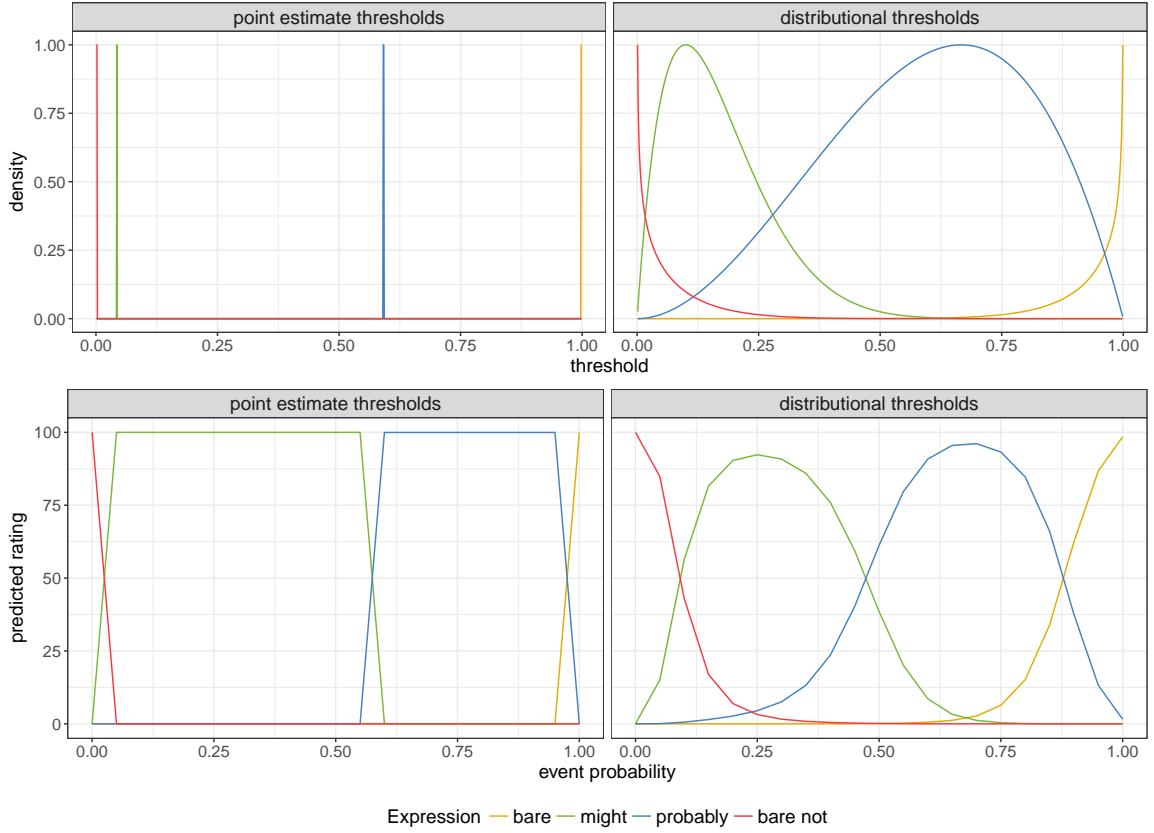 point estimate thresholds
distributional thresholds
density
1.00
0.75
0.50
0.25
0.00
0.00 0.25 0.50 0.75 1.00
0.00 0.25 0.50 0.75 1.00
threshold
point estimate thresholds
distributional thresholds
predicted rating
100
75
50
25
0
0.00 0.25 0.50 0.75 1.00
0.00 0.25 0.50 0.75 1.00
event probability
Expression bare might probably bare not